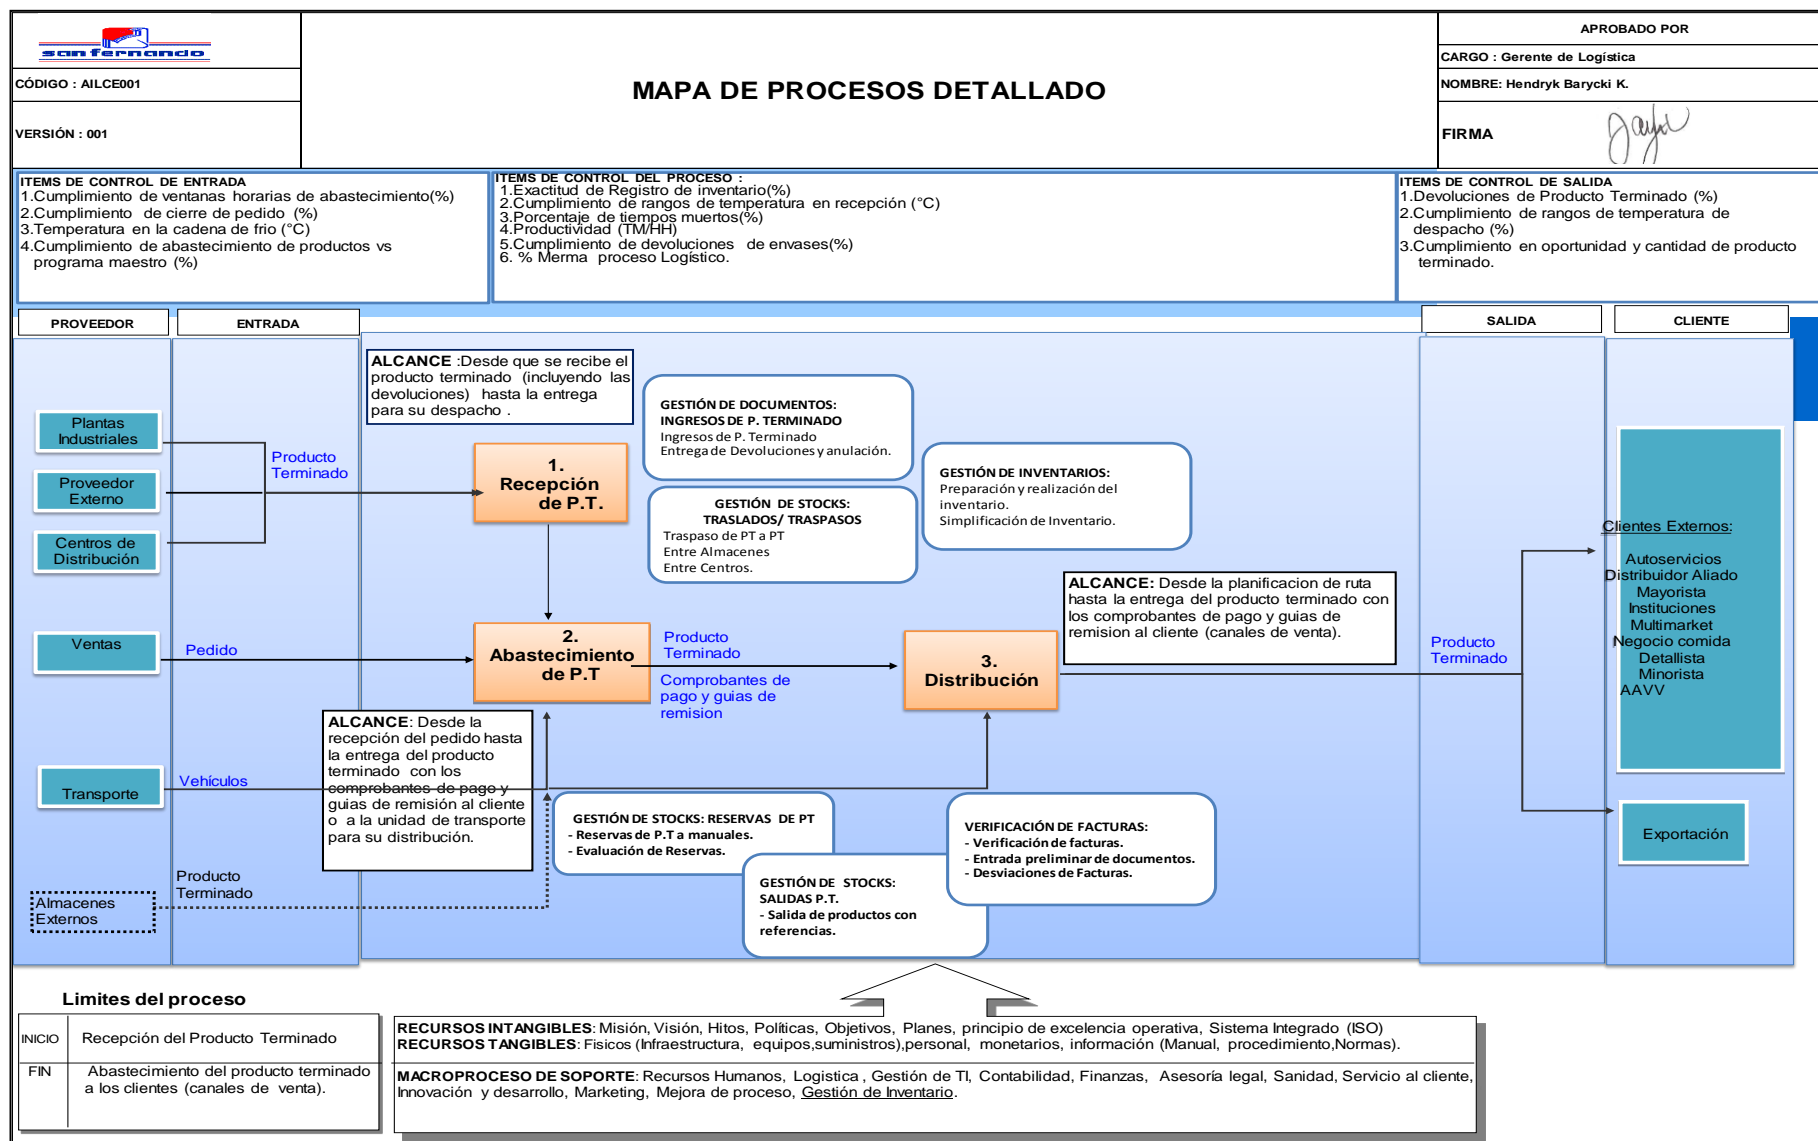 san fernando
CÓDIGO : AILCE001
VERSIÓN : 001
MAPA DE PROCESOS DETALLADO
APROBADO POR
CARGO : Gerente de Logística
NOMBRE: Hendryk Barycki K.
FIRMA
ITEMS DE CONTROL DE ENTRADA
1.Cumplimiento de ventanas horarias de abastecimiento(%)
2.Cumplimiento de cierre de pedido (%)
3.Temperatura en la cadena de frio (°C)
4.Cumplimiento de abastecimiento de productos vs
programa maestro (%)
ITEMS DE CONTROL DEL PROCESO :
1.Exactitud de Registro de inventario(%)
2.Cumplimiento de rangos de temperatura en recepción (°C)
3.Porcentaje de tiempos muertos(%)
4.Productividad (TM/HH)
5.Cumplimiento de devoluciones de envases(%)
6. % Merma proceso Logístico.
ITEMS DE CONTROL DE SALIDA
1.Devoluciones de Producto Terminado (%)
2.Cumplimiento de rangos de temperatura de
despacho (%)
3.Cumplimiento en oportunidad y cantidad de producto
terminado.
PROVEEDOR
ENTRADA
SALIDA
CLIENTE
ALCANCE :Desde que se recibe el
producto terminado (incluyendo las
devoluciones) hasta la entrega
para su despacho .
GESTIÓN DE DOCUMENTOS:
INGRESOS DE P. TERMINADO
Ingresos de P. Terminado
Entrega de Devoluciones y anulación.
Plantas
Industriales
Proveedor
Externo
Centros de
Distribución
Producto
Terminado
1.
Recepción
de P.T.
GESTIÓN DE STOCKS:
TRASLADOS/ TRASPASOS
Traspaso de PT a PT
Entre Almacenes
Entre Centros.
GESTIÓN DE INVENTARIOS:
Preparación y realización del
inventario.
Simplificación de Inventario.
ALCANCE: Desde la planificacion de ruta
hasta la entrega del producto terminado con
los comprobantes de pago y guias de
remision al cliente (canales de venta).
Ventas
Pedido
2.
Abastecimiento
de P.T
Producto
Terminado
Comprobantes de
pago y guias de
remision
3.
Distribución
Producto
Terminado
Clientes Externos:
Autoservicios
Distribuidor Aliado
Mayorista
Instituciones
Multimarket
Negocio comida
Detallista
Minorista
AAVV
ALCANCE: Desde la
recepción del pedido hasta
la entrega del producto
terminado con los
comprobantes de pago y
guias de remisión al cliente
o a la unidad de transporte
para su distribución.
Transporte
Vehículos
GESTIÓN DE STOCKS: RESERVAS DE PT
- Reservas de P.T a manuales.
- Evaluación de Reservas.
GESTIÓN DE STOCKS:
SALIDAS P.T.
- Salida de productos con
referencias.
VERIFICACIÓN DE FACTURAS:
- Verificación de facturas.
- Entrada preliminar de documentos.
- Desviaciones de Facturas.
Exportación
Producto
Terminado
Almacenes
Externos
Limites del proceso
INICIO Recepción del Producto Terminado
FIN Abastecimiento del producto terminado
a los clientes (canales de venta).
RECURSOS INTANGIBLES: Misión, Visión, Hitos, Políticas, Objetivos, Planes, principio de excelencia operativa, Sistema Integrado (ISO)
RECURSOS TANGIBLES: Fisicos (Infraestructura, equipos,suministros),personal, monetarios, información (Manual, procedimiento,Normas).
MACROPROCESO DE SOPORTE: Recursos Humanos, Logistica , Gestión de TI, Contabilidad, Finanzas, Asesoría legal, Sanidad, Servicio al cliente,
Innovación y desarrollo, Marketing, Mejora de proceso, Gestión de Inventario.